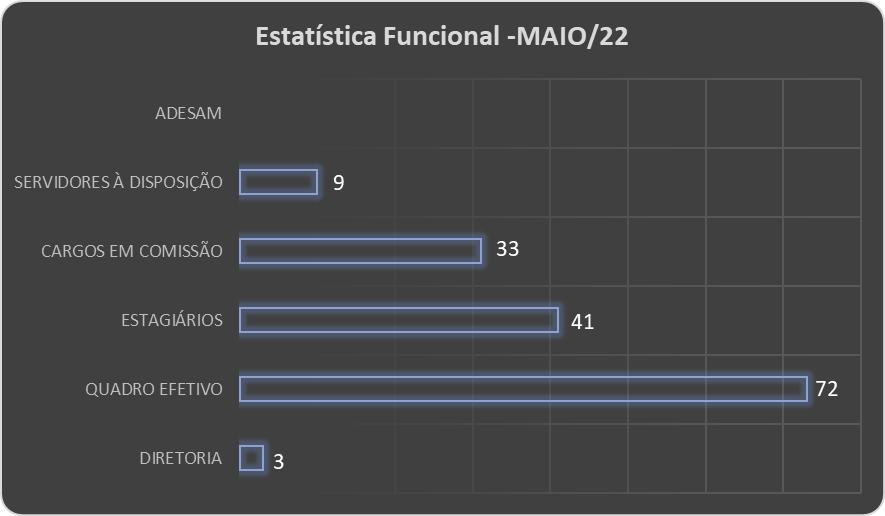 Estatística Funcional -MAIO/22
ADESAM
SERVIDORES À DISPOSIÇÃO 9
CARGOS EM COMISSÃO 33
ESTAGIÁRIOS 41
QUADRO EFETIVO 72
DIRETORIA 3